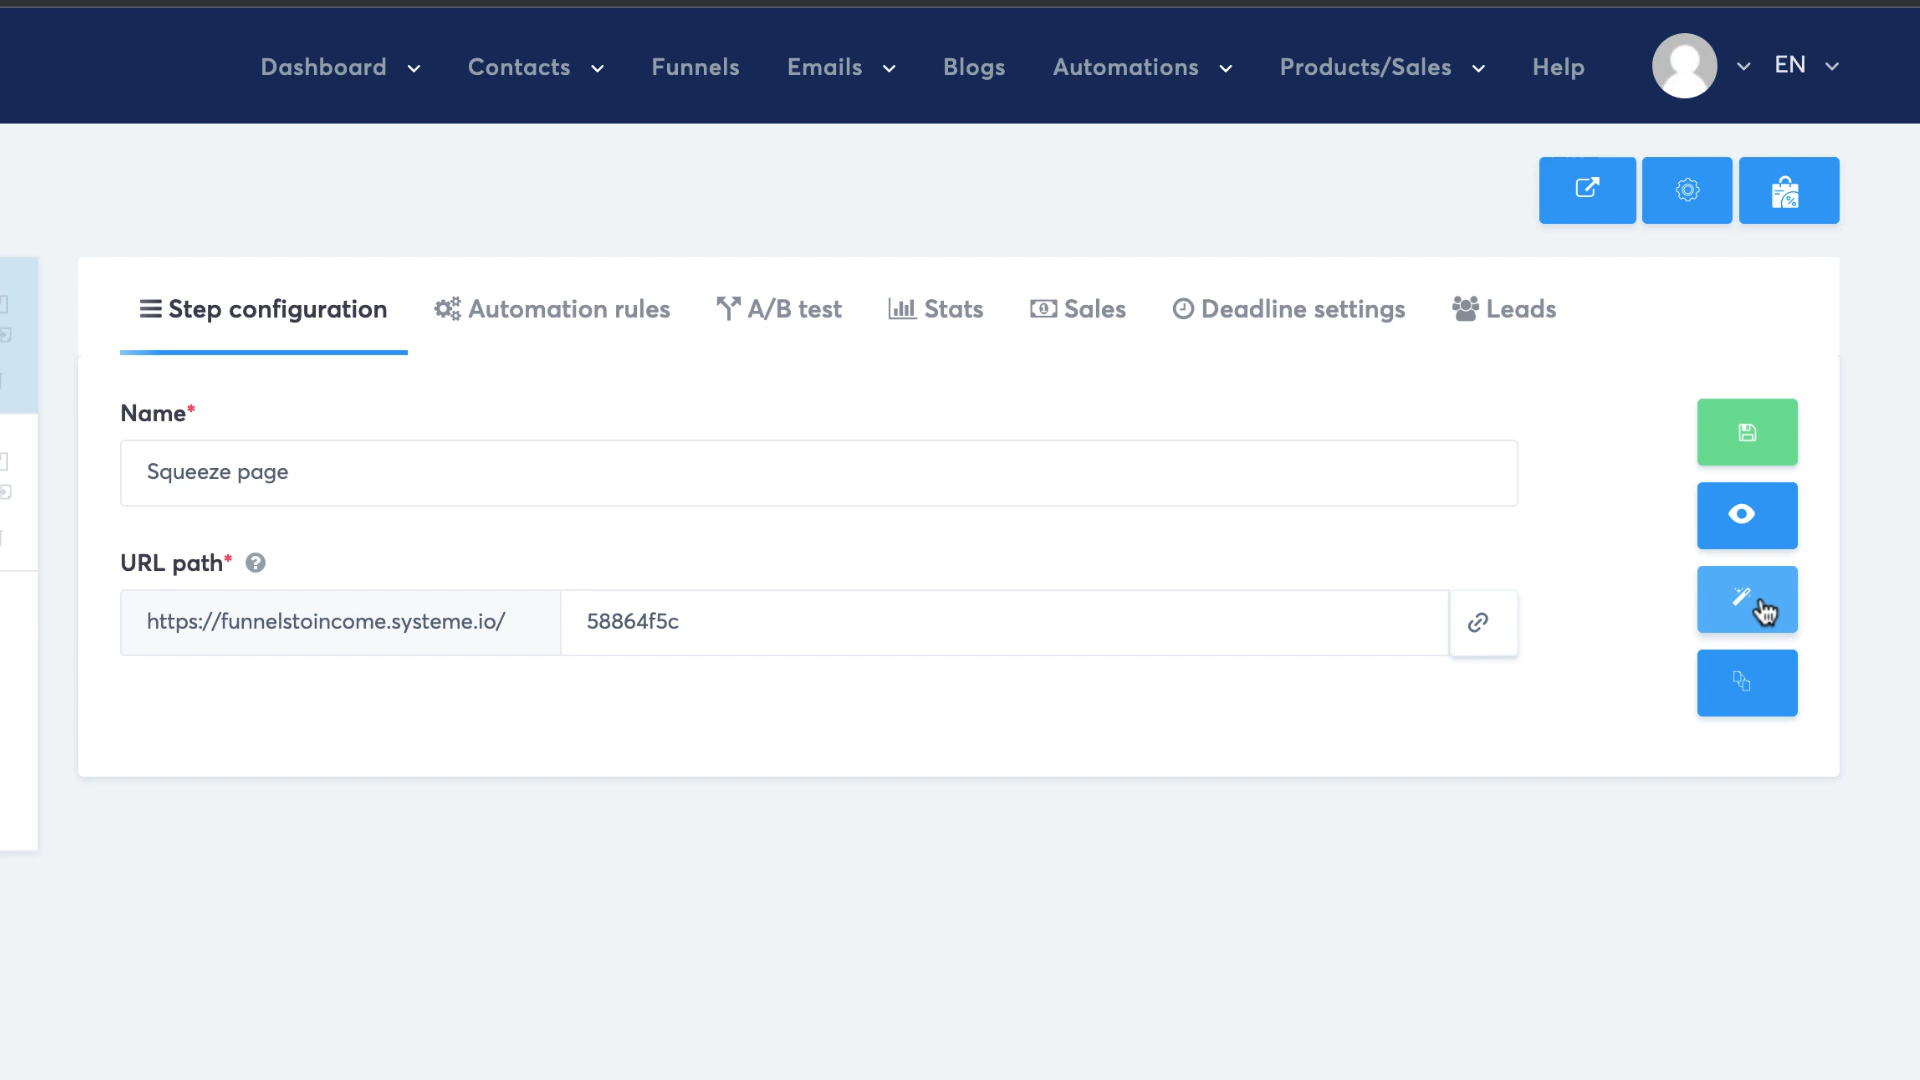 Dashboard Contacts Funnels Emails Blogs Automations Products/Sales Help EN
Step configuration Automation rules A/B test Stats Sales Deadline settings Leads
Name*
Squeeze page
URL path* ?
https://funnelstoincome.systeme.io/ 58864f5c